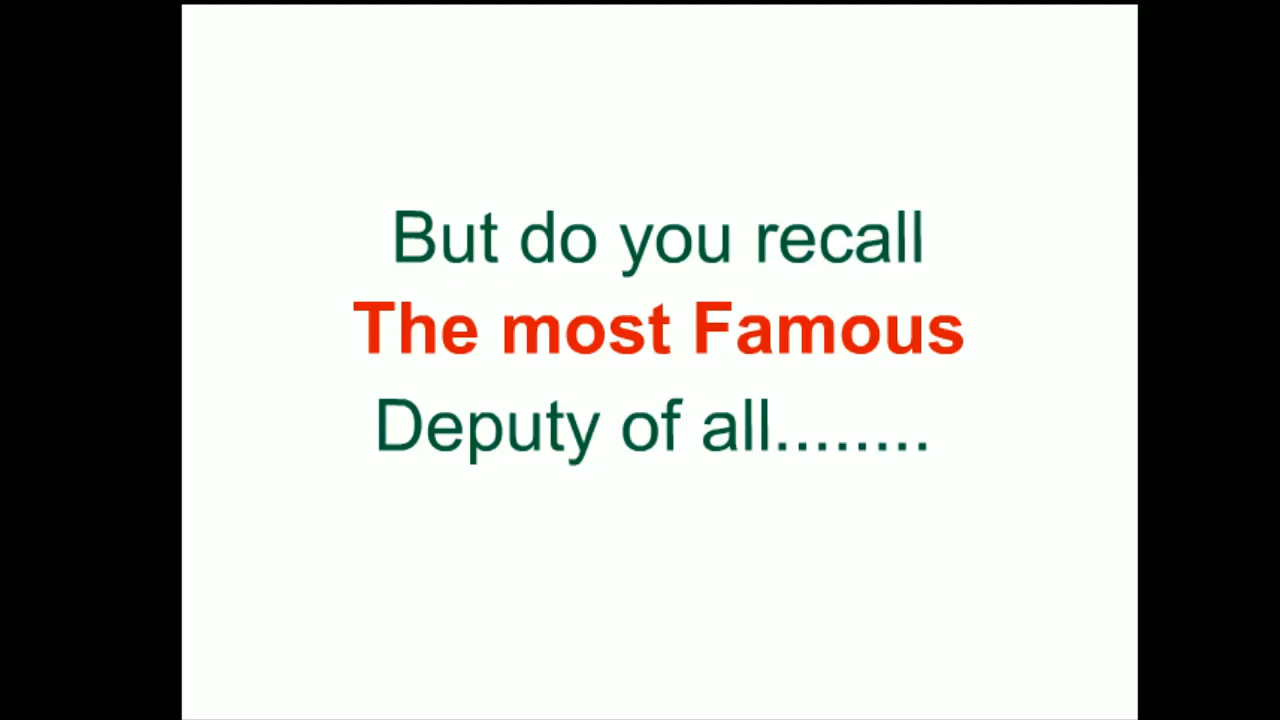 But do you recall
The most Famous
Deputy of all........